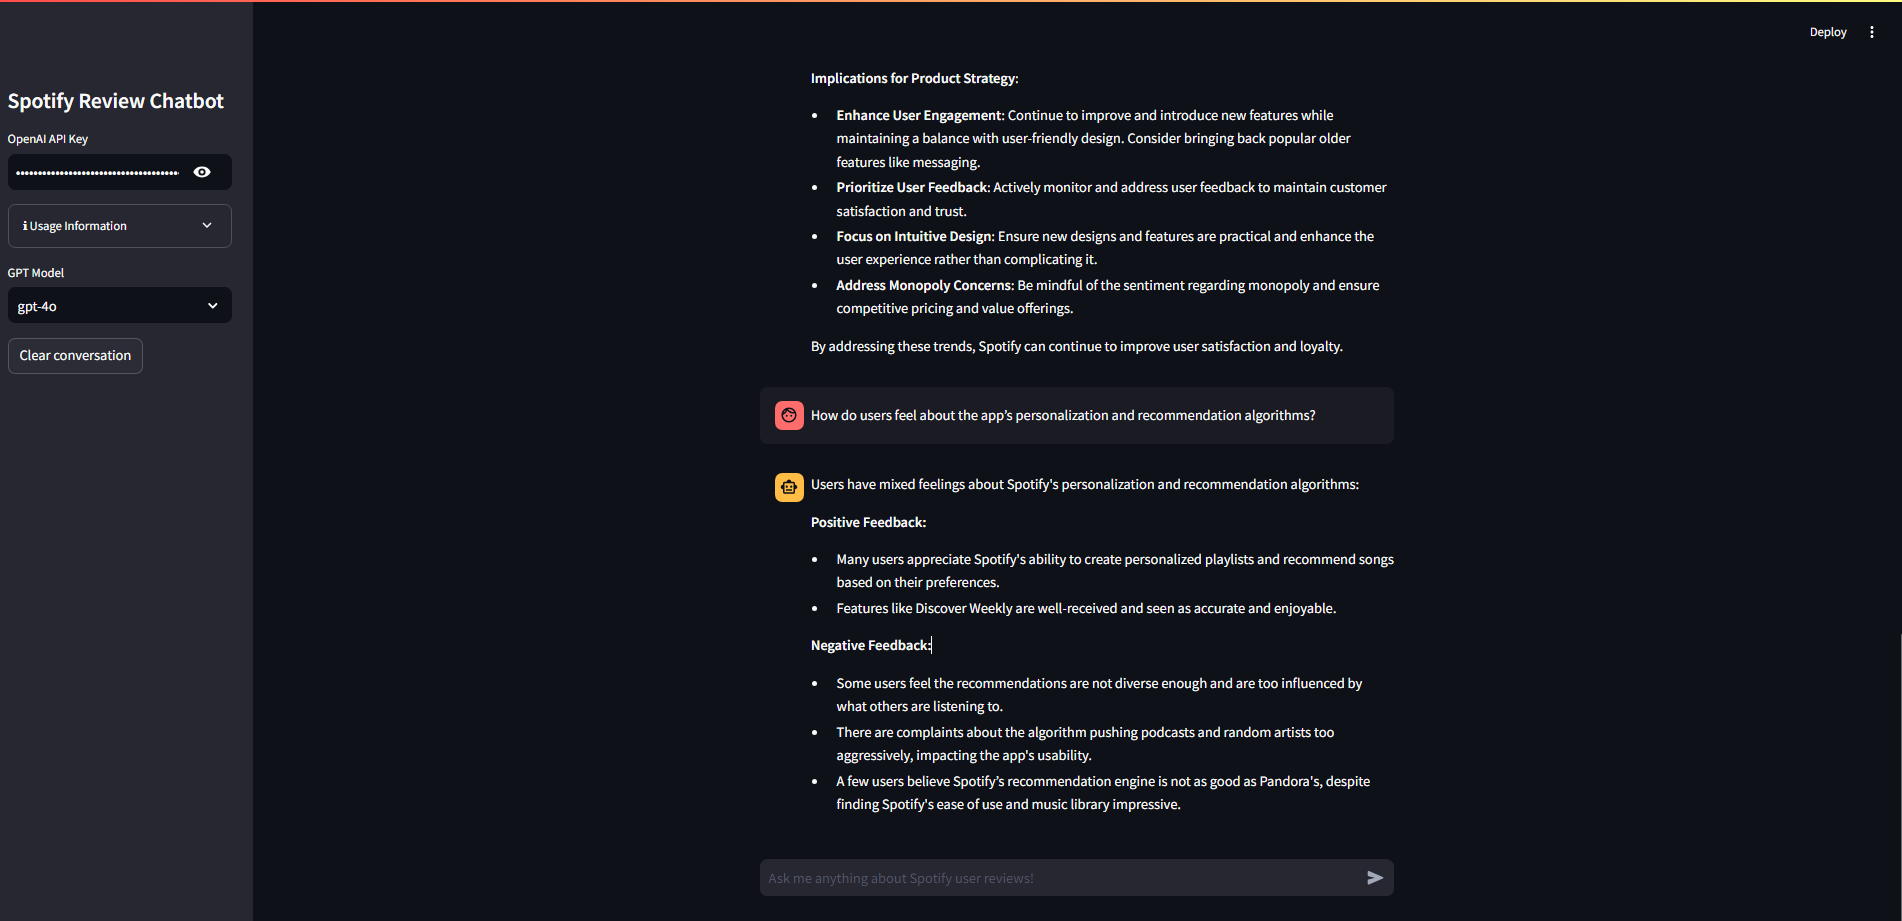 Deploy
Spotify Review Chatbot
OpenAI API Key
Usage Information
GPT Model
gpt-4o
Clear conversation
Implications for Product Strategy:
Enhance User Engagement: Continue to improve and introduce new features while
maintaining a balance with user-friendly design. Consider bringing back popular older
features like messaging.
Prioritize User Feedback: Actively monitor and address user feedback to maintain customer
satisfaction and trust.
Focus on Intuitive Design: Ensure new designs and features are practical and enhance the
user experience rather than complicating it.
Address Monopoly Concerns: Be mindful of the sentiment regarding monopoly and ensure
competitive pricing and value offerings.
By addressing these trends, Spotify can continue to improve user satisfaction and loyalty.
How do users feel about the app’s personalization and recommendation algorithms?
Users have mixed feelings about Spotify's personalization and recommendation algorithms:
Positive Feedback:
Many users appreciate Spotify's ability to create personalized playlists and recommend songs
based on their preferences.
Features like Discover Weekly are well-received and seen as accurate and enjoyable.
Negative Feedback:
Some users feel the recommendations are not diverse enough and are too influenced by
what others are listening to.
There are complaints about the algorithm pushing podcasts and random artists too
aggressively, impacting the app's usability.
A few users believe Spotify’s recommendation engine is not as good as Pandora's, despite
finding Spotify's ease of use and music library impressive.
Ask me anything about Spotify user reviews!